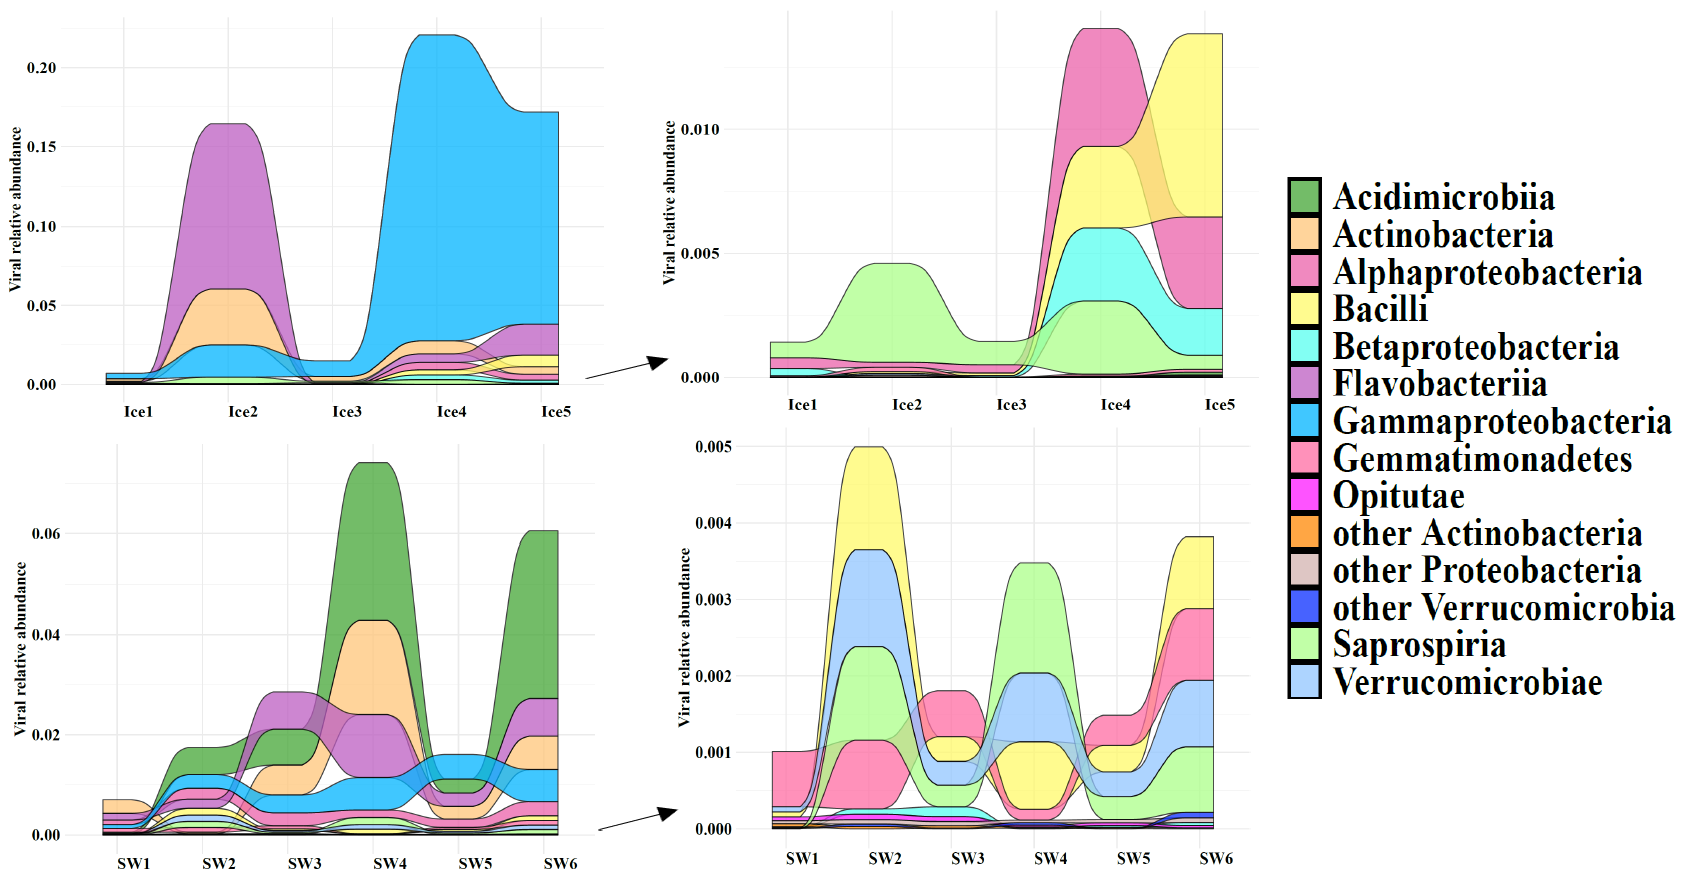 Viral relative abundance
0.20
0.15
0.10
0.05
0.00
Ice1 Ice2 Ice3 Ice4 Ice5
Viral relative abundance
0.010
0.005
0.000
Ice1 Ice2 Ice3 Ice4 Ice5
Viral relative abundance
0.06
0.04
0.02
0.00
SW1 SW2 SW3 SW4 SW5 SW6
Viral relative abundance
0.005
0.004
0.003
0.002
0.001
0.000
SW1 SW2 SW3 SW4 SW5 SW6
Acidimicrobiia
Actinobacteria
Alphaproteobacteria
Bacilli
Betaproteobacteria
Flavobacteriia
Gammaproteobacteria
Gemmatimonadetes
Opitutae
other Actinobacteria
other Proteobacteria
other Verrucomicrobia
Saprospiria
Verrucomicrobiae